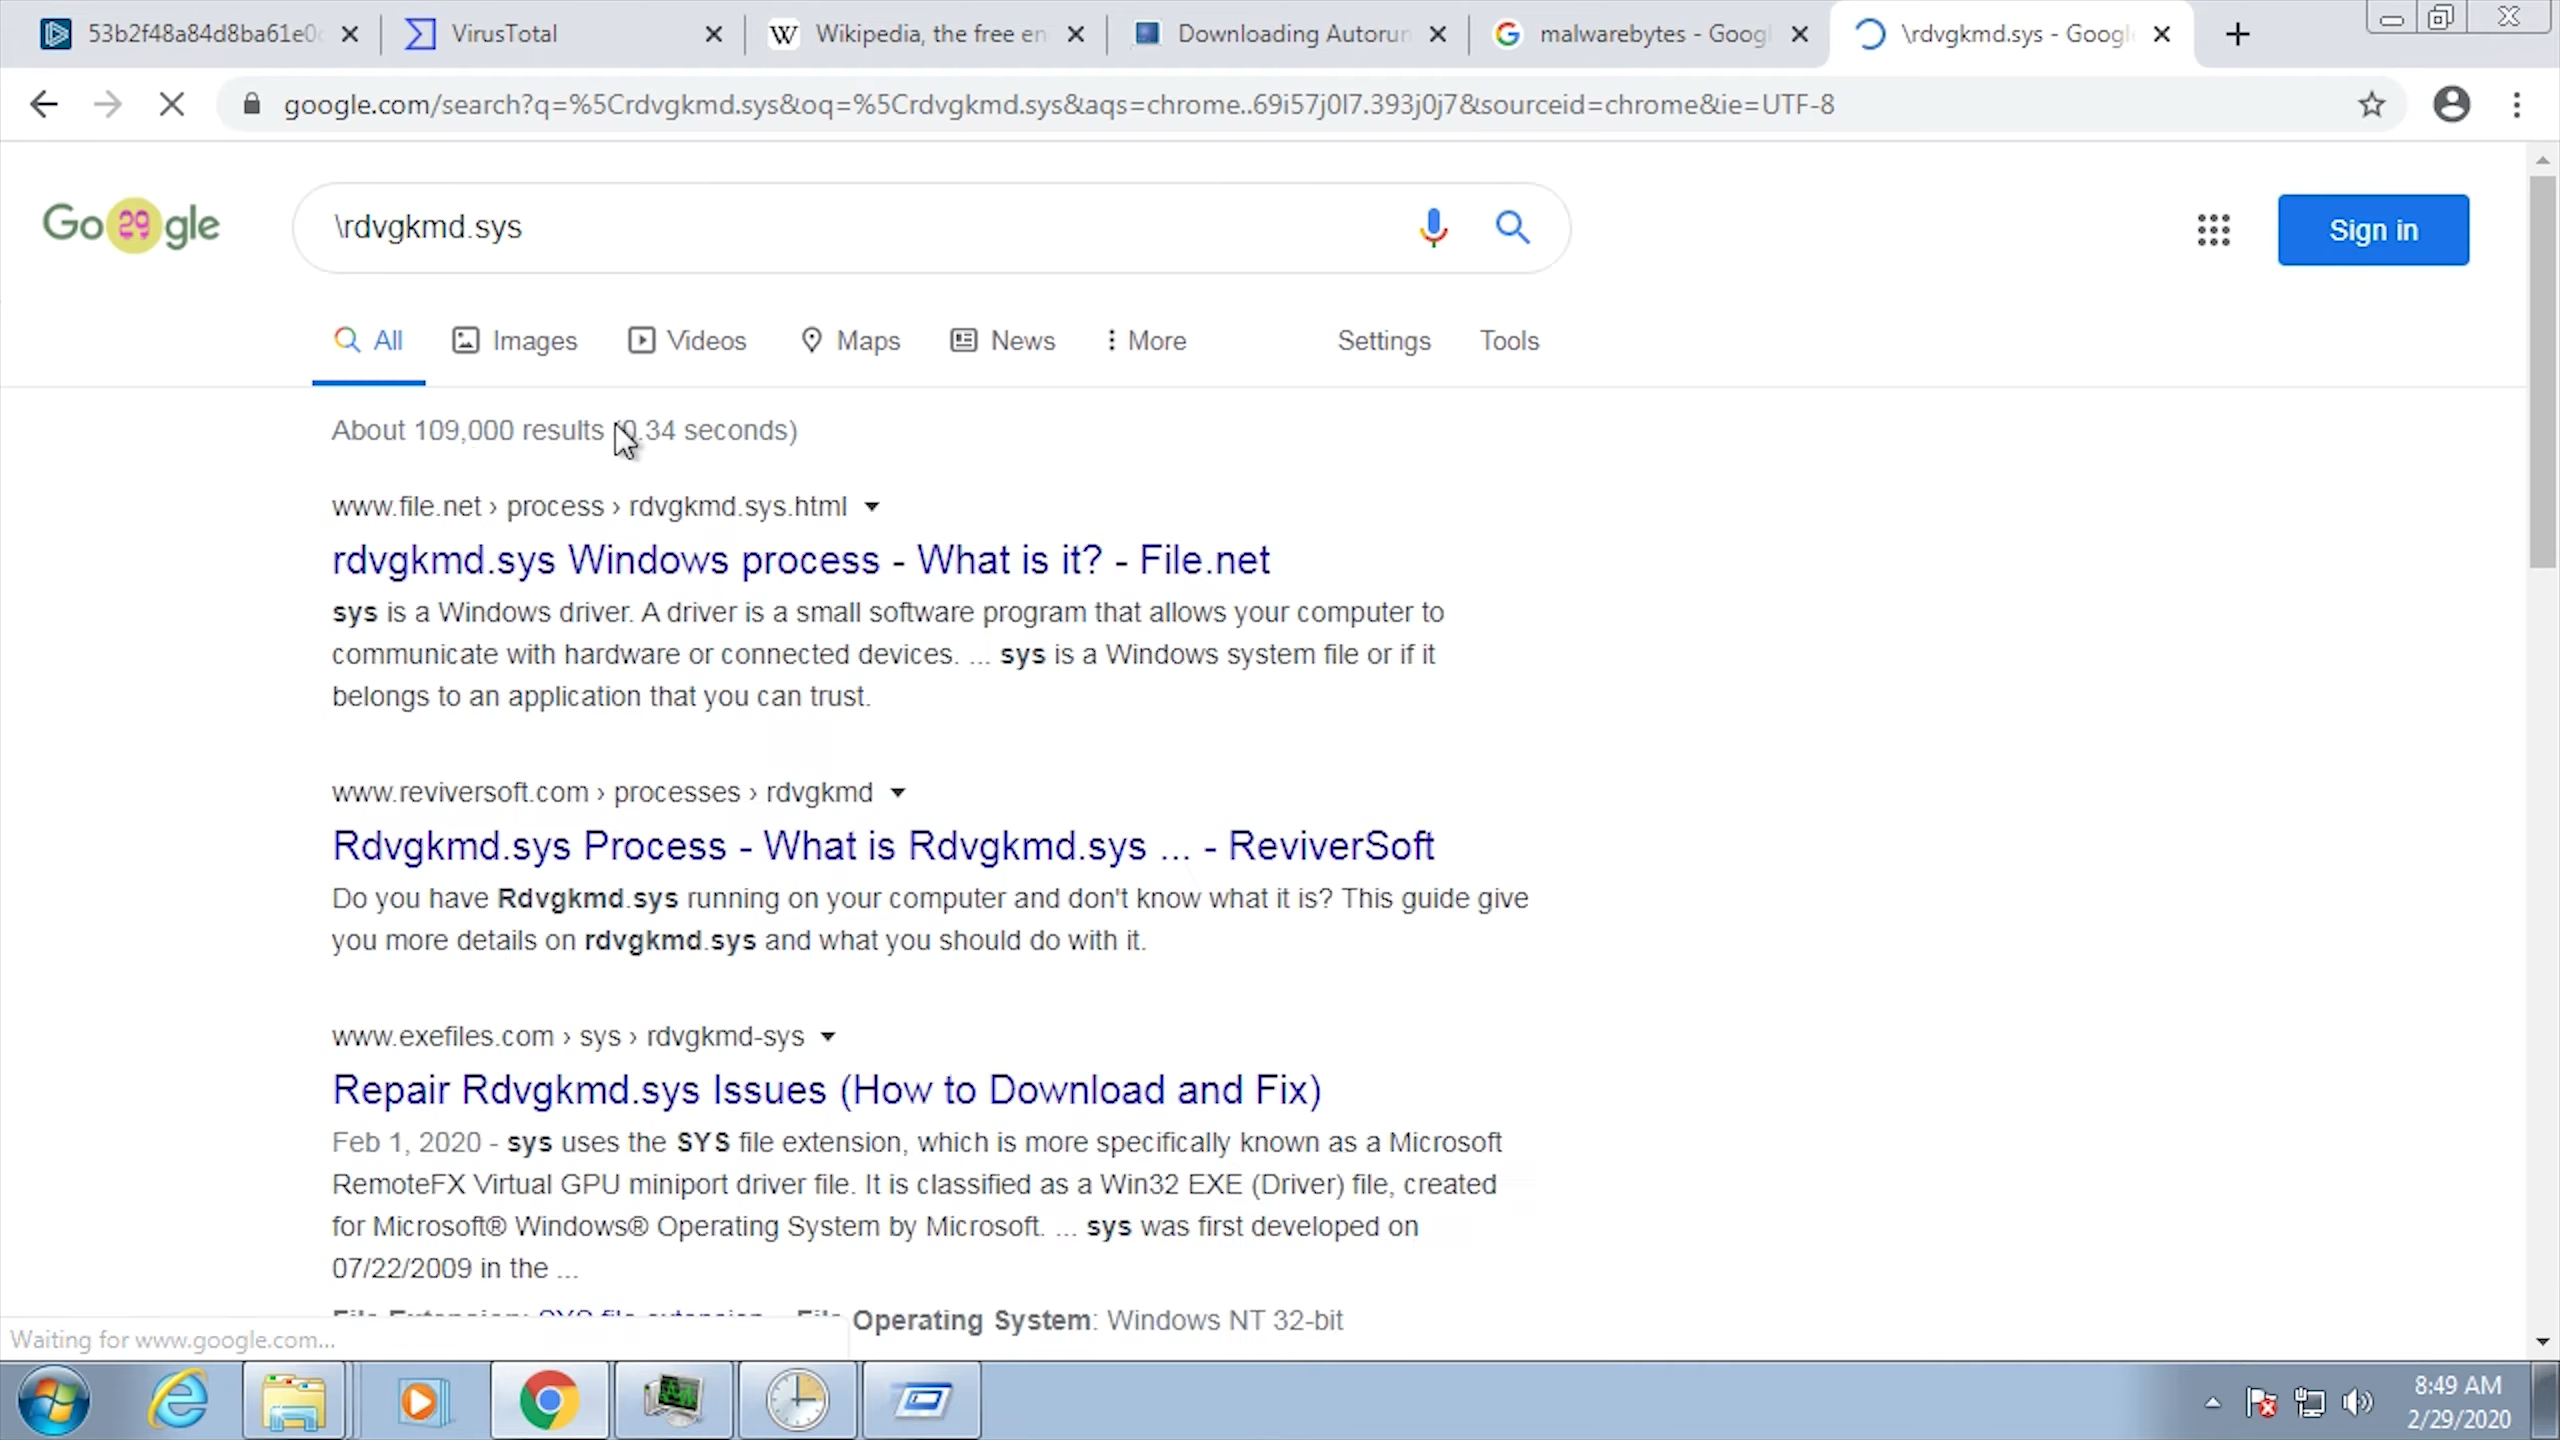 53b2f48a84d8ba61e0
VirusTotal
Wikipedia, the free en
Downloading Autorun
malwarebytes - Googl
\rdvgkmd.sys - Googl
google.com/search?q=%5Crdvgkmd.sys&oq=%5Crdvgkmd.sys&aqs=chrome..69i57j0l7.393j0j7&sourceid=chrome&ie=UTF-8
Go29gle
\rdvgkmd.sys
Sign in
All
Images
Videos
Maps
News
More
Settings
Tools
About 109,000 results (0.34 seconds)
www.file.net › process › rdvgkmd.sys.html
rdvgkmd.sys Windows process - What is it? - File.net
sys is a Windows driver. A driver is a small software program that allows your computer to
communicate with hardware or connected devices. ... sys is a Windows system file or if it
belongs to an application that you can trust.
www.reviversoft.com › processes › rdvgkmd
Rdvgkmd.sys Process - What is Rdvgkmd.sys ... - ReviverSoft
Do you have Rdvgkmd.sys running on your computer and don't know what it is? This guide give
you more details on rdvgkmd.sys and what you should do with it.
www.exefiles.com › sys › rdvgkmd-sys
Repair Rdvgkmd.sys Issues (How to Download and Fix)
Feb 1, 2020 - sys uses the SYS file extension, which is more specifically known as a Microsoft
RemoteFX Virtual GPU miniport driver file. It is classified as a Win32 EXE (Driver) file, created
for Microsoft® Windows® Operating System by Microsoft. ... sys was first developed on
07/22/2009 in the ...
File Extension: SYS file extension File Operating System: Windows NT 32-bit
Waiting for www.google.com...
8:49 AM
2/29/2020